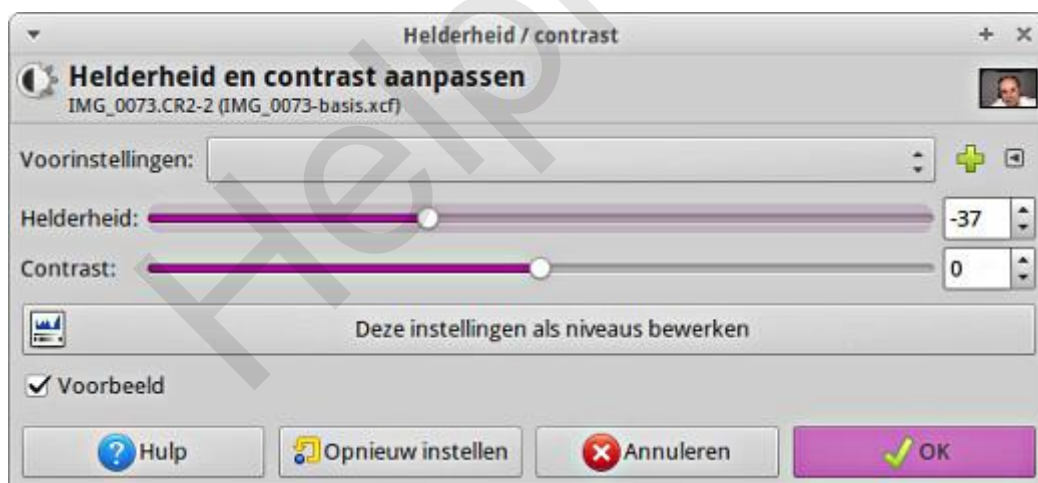 Helderheid / contrast
Helderheid en contrast aanpassen
IMG_0073.CR2-2 (IMG_0073-basis.xcf)
Voorinstellingen:
Helderheid: -37
Contrast: 0
Deze instellingen als niveaus bewerken
Voorbeeld
Hulp Opnieuw instellen Annuleren OK
Help